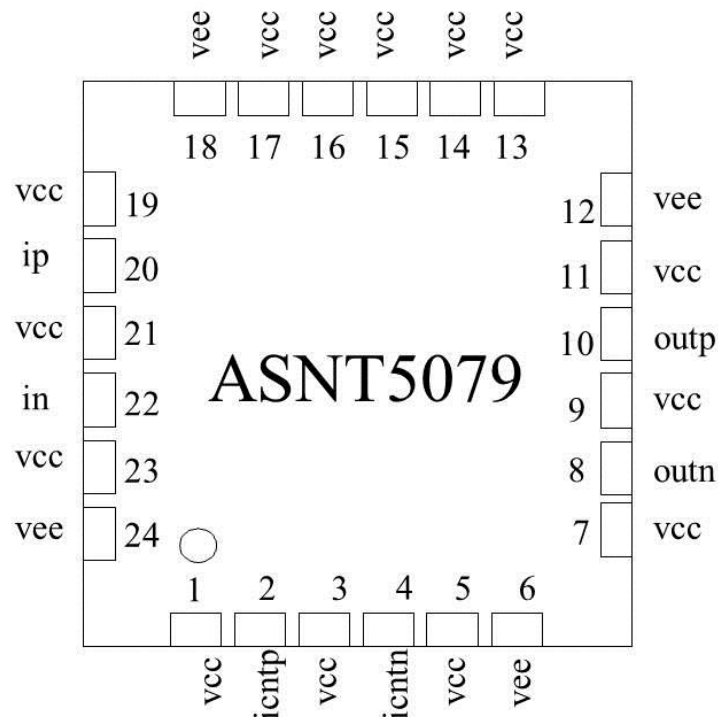 vee vcc vcc vcc vcc vcc
18 17 16 15 14 13
vcc 19 12 vee
ip 20 11 vcc
vcc 21 10 outp
ASNT5079
in 22 9 vcc
vcc 23 8 outn
vee 24 7 vcc
1 2 3 4 5 6
vcc icntp vcc icntn vcc vee